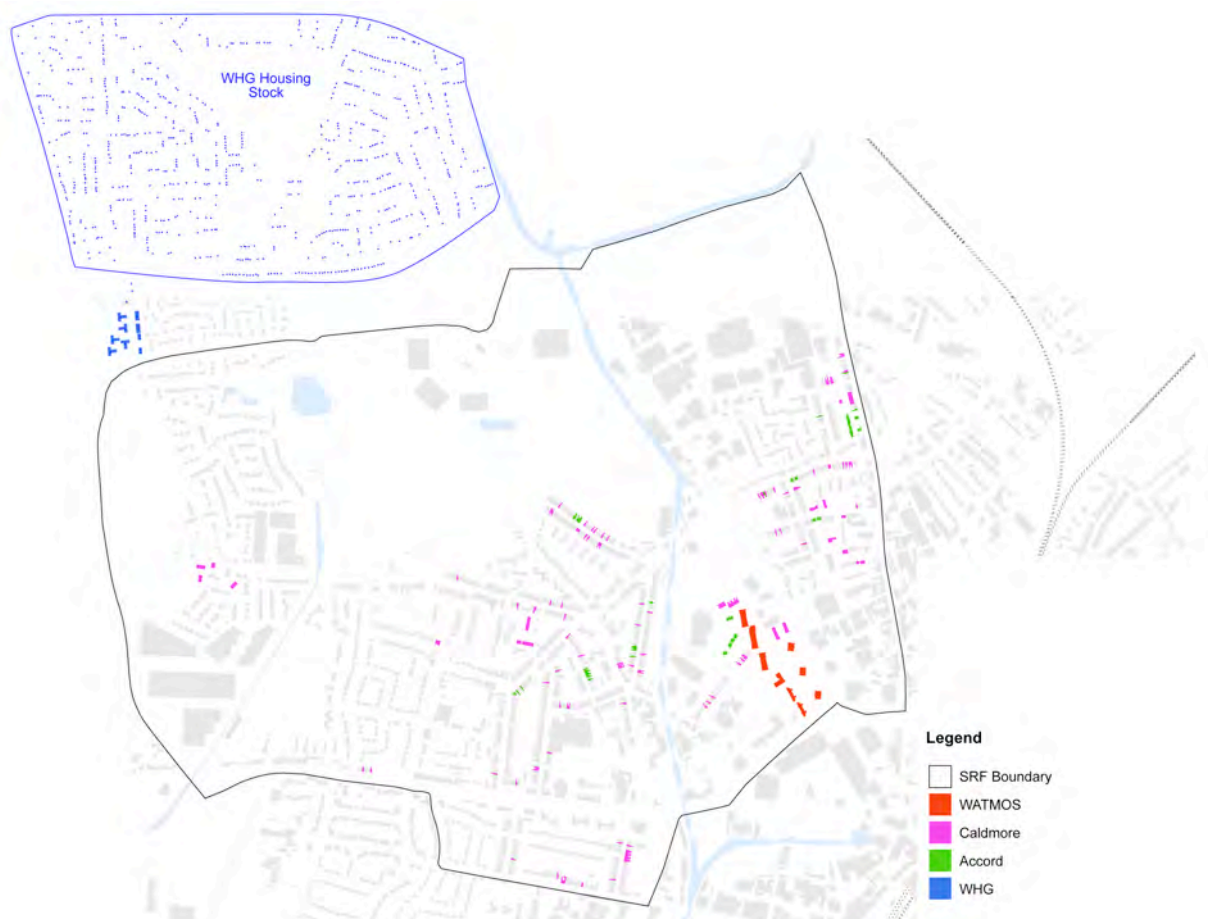 WHG Housing
Stock
Legend
SRF Boundary
WATMOS
Caldmore
Accord
WHG